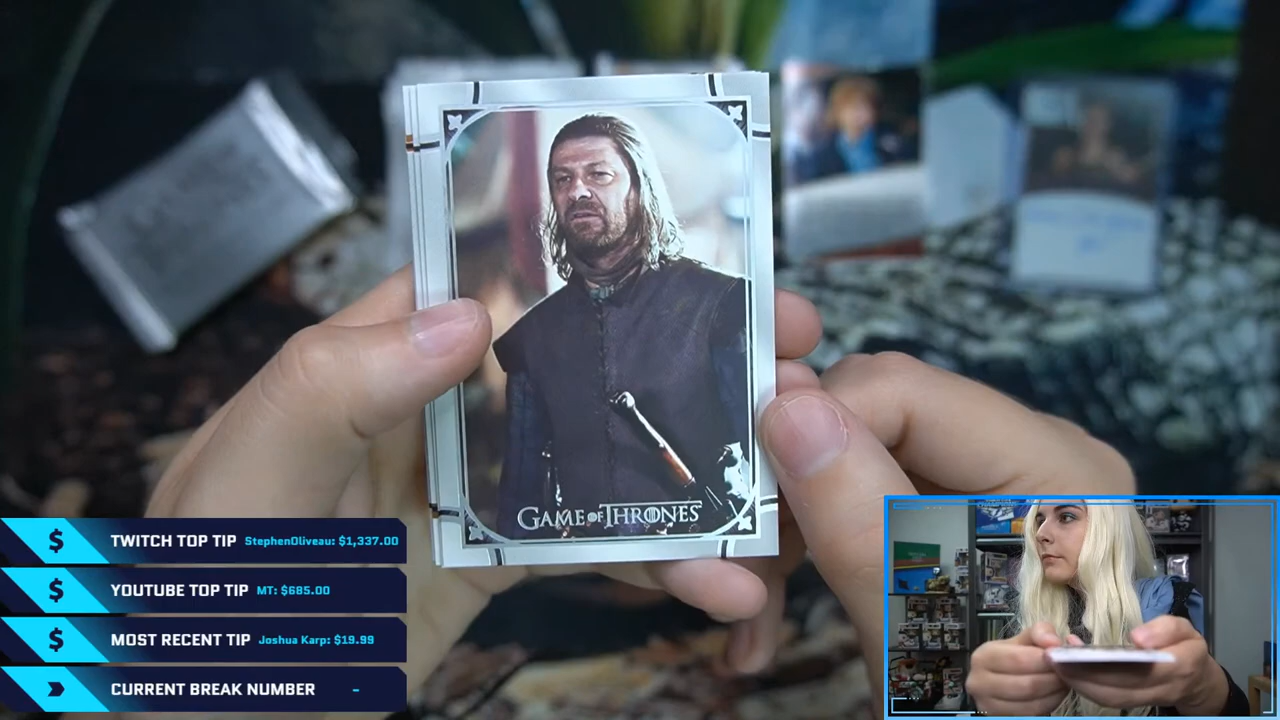 GAME OF THRONES
TWITCH TOP TIP StephenOliveau: $1,337.00
YOUTUBE TOP TIP MT: $685.00
MOST RECENT TIP Joshua Karp: $19.99
CURRENT BREAK NUMBER -